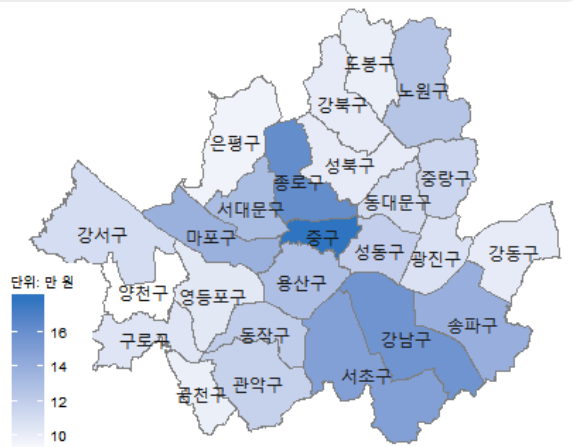 도봉구
노원구
강북구
은평구
성북구
중랑구
종로구
동대문구
서대문구
강서구
마포구
중구
성동구
광진구
강동구
단위: 만 원
양천구
영등포구
용산구
송파구
16
구로구
동작구
강남구
14
서초구
관악구
금천구
12
10